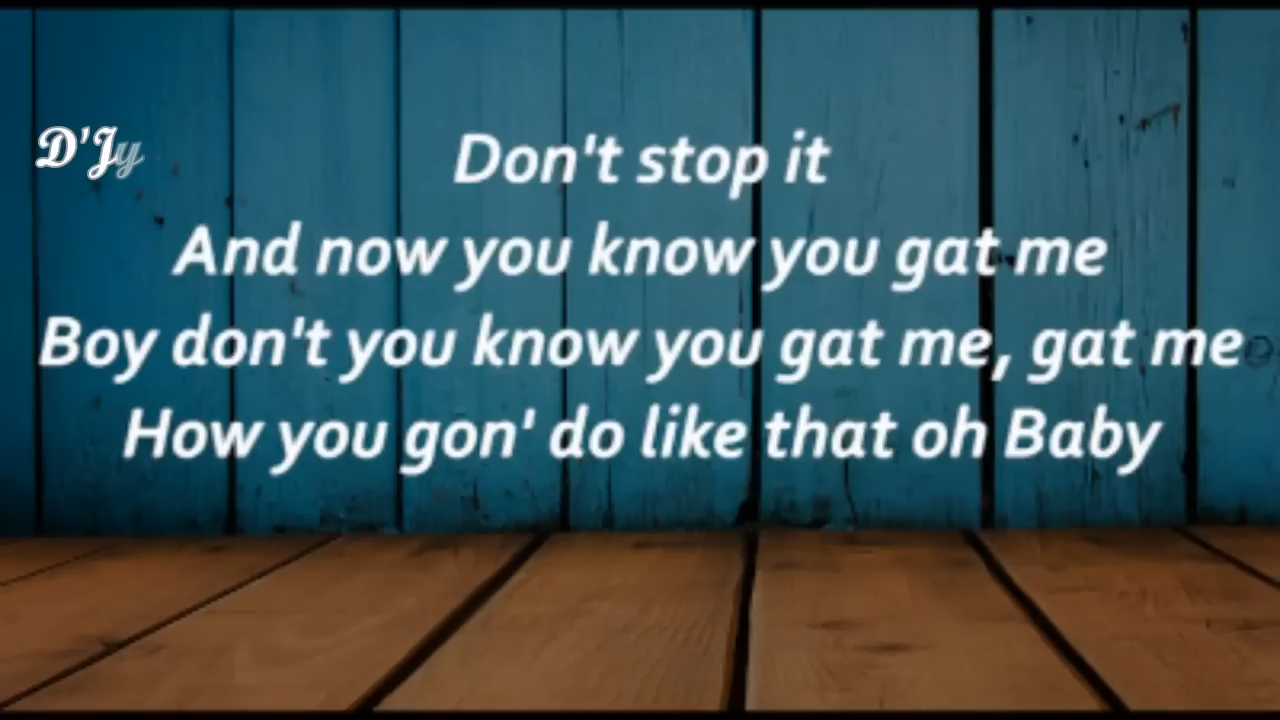 D'Jy
Don't stop it
And now you know you gat me
Boy don't you know you gat me, gat me
How you gon' do like that oh Baby